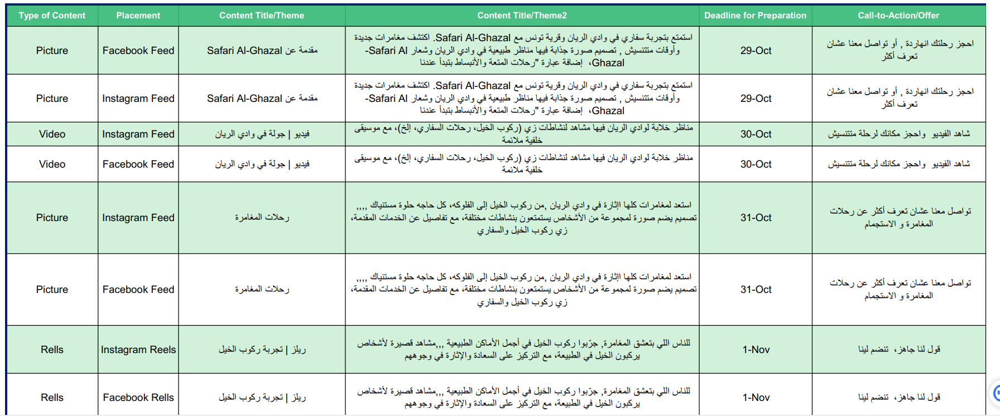 Type of Content Placement Content Title/Theme Content Title/Theme2 Deadline for Preparation Call-to-Action/Offer
Picture Facebook Feed مقدمة عن Safari Al-Ghazal
استمتع بتجربة سفاري في وادي الريان وقرية تونس مع Safari Al-Ghazal. اكتشف مغامرات جديدة
وأوقات متتنسيش , تصميم صورة جذابة فيها مناظر طبيعية في وادي الريان وشعار Safari Al-
Ghazal، إضافة عبارة "رحلات المتعة والأنبساط بتبدأ عندنا
29-Oct
احجز رحلتك انهاردة , أو تواصل معنا عشان
تعرف أكثر
Picture Instagram Feed مقدمة عن Safari Al-Ghazal
استمتع بتجربة سفاري في وادي الريان وقرية تونس مع Safari Al-Ghazal. اكتشف مغامرات جديدة
وأوقات متتنسيش , تصميم صورة جذابة فيها مناظر طبيعية في وادي الريان وشعار Safari Al-
Ghazal، إضافة عبارة "رحلات المتعة والأنبساط بتبدأ عندنا
29-Oct
احجز رحلتك انهاردة , أو تواصل معنا عشان
تعرف أكثر
Video Instagram Feed فيديو | جولة في وادي الريان
مناظر خلابة لوادي الريان فيها مشاهد لنشاطات زي (ركوب الخيل، رحلات السفاري، إلخ)، مع موسيقى
خلفية ملائمة
30-Oct
شاهد الفيديو واحجز مكانك لرحلة متتنسيش
Video Facebook Feed فيديو | جولة في وادي الريان
مناظر خلابة لوادي الريان فيها مشاهد لنشاطات زي (ركوب الخيل، رحلات السفاري، إلخ)، مع موسيقى
خلفية ملائمة
30-Oct
شاهد الفيديو واحجز مكانك لرحلة متتنسيش
Picture Instagram Feed رحلات المغامرة
استعد لمغامرات كلها اإثارة في وادي الريان ,من ركوب الخيل إلى الفلوكه، كل حاجه حلوة مستنياك ,,,,
تصميم يضم صورة لمجموعة من الأشخاص يستمتعون بنشاطات مختلفة، مع تفاصيل عن الخدمات المقدمة،
زي ركوب الخيل والسفاري
31-Oct
تواصل معنا عشان تعرف أكثر عن رحلات
المغامرة و الاستجمام
Picture Facebook Feed رحلات المغامرة
استعد لمغامرات كلها اإثارة في وادي الريان ,من ركوب الخيل إلى الفلوكه، كل حاجه حلوة مستنياك ,,,,
تصميم يضم صورة لمجموعة من الأشخاص يستمتعون بنشاطات مختلفة، مع تفاصيل عن الخدمات المقدمة،
زي ركوب الخيل والسفاري
31-Oct
تواصل معنا عشان تعرف أكثر عن رحلات
المغامرة و الاستجمام
Rells Instagram Reels ريلز | تجربة ركوب الخيل
للناس اللي بتعشق المغامرة, جرّبوا ركوب الخيل في أجمل الأماكن الطبيعية ,,,مشاهد قصيرة لأشخاص
يركبون الخيل في الطبيعة، مع التركيز على السعادة والإثارة في وجوههم
1-Nov
قول لنا جاهز، تنضم لينا
Rells Facebook Rells ريلز | تجربة ركوب الخيل
للناس اللي بتعشق المغامرة, جرّبوا ركوب الخيل في أجمل الأماكن الطبيعية ,,,مشاهد قصيرة لأشخاص
يركبون الخيل في الطبيعة، مع التركيز على السعادة والإثارة في وجوههم
1-Nov
قول لنا جاهز، تنضم لينا